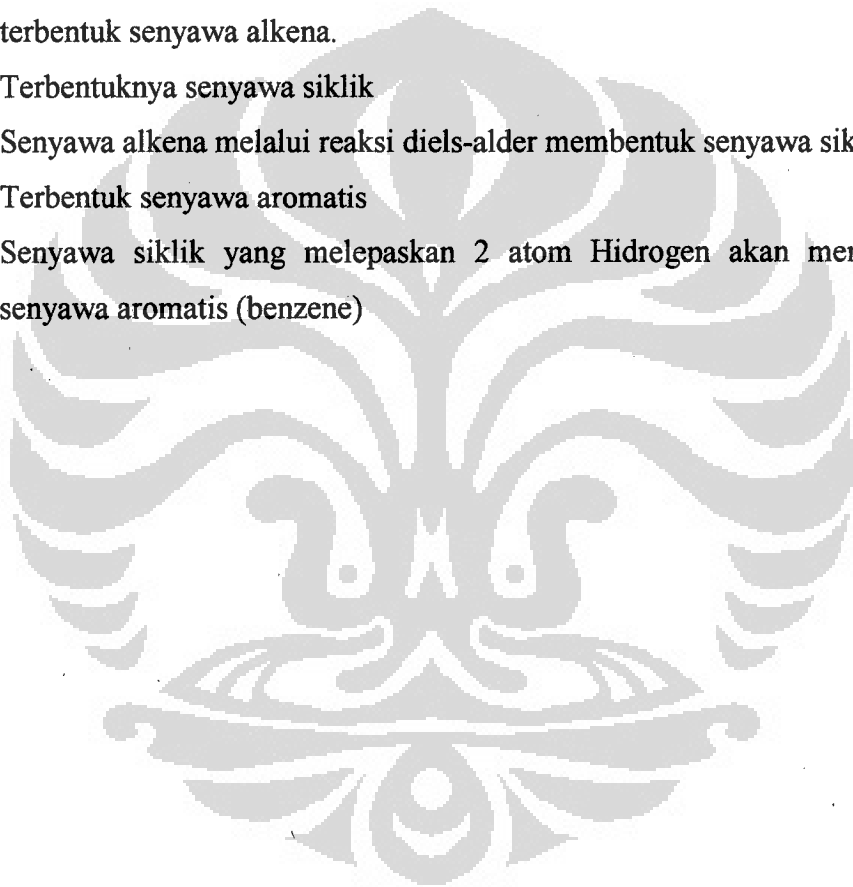 terbentuk senyawa alkena.
Terbentuknya senyawa siklik
Senyawa alkena melalui reaksi diels-alder membentuk senyawa sik
Terbentuk senyawa aromatis
Senyawa siklik yang melepaskan 2 atom Hidrogen akan mer
senyawa aromatis (benzene)